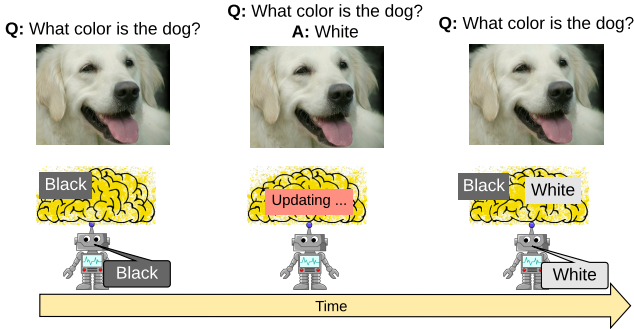 Q: What color is the dog?
Q: What color is the dog?
A: White
Q: What color is the dog?
Black
Updating ...
Black
White
Black
White
Time